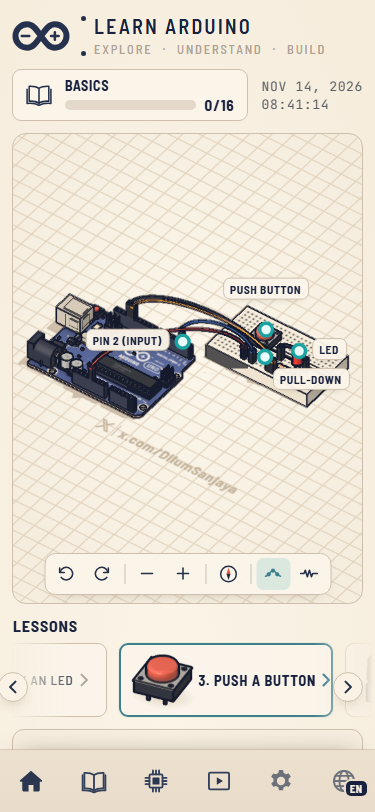 LEARN ARDUINO
EXPLORE · UNDERSTAND · BUILD
BASICS
0/16
NOV 14, 2026
08:41:14
PUSH BUTTON
PIN 2 (INPUT)
LED
PULL-DOWN
X x.com/DilumSanjaya
LESSONS
AN LED
3. PUSH A BUTTON
EN